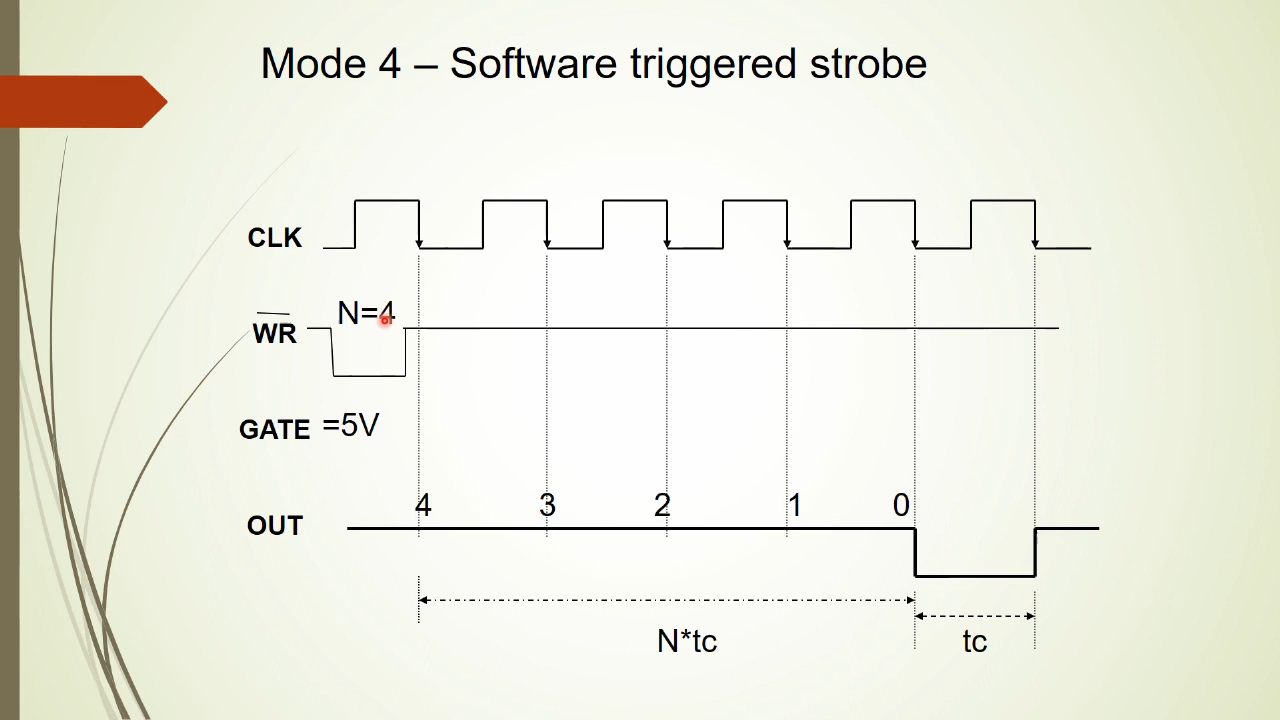 Mode 4 – Software triggered strobe
CLK
N=4
WR
GATE =5V
4 3 2 1 0
OUT
N*tc tc